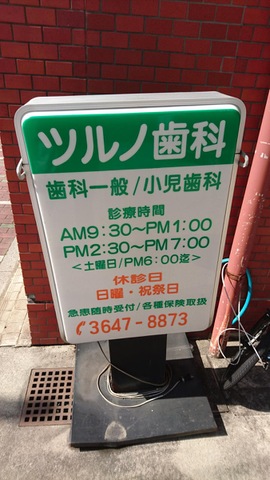 ツルノ歯科
歯科一般/小児歯科
診療時間
AM9:30~PM1:00
PM2:30~PM7:00
<土曜日/PM6:00迄>
休診日
日曜・祝祭日
急患随時受付/各種保険取扱
✆3647-8873